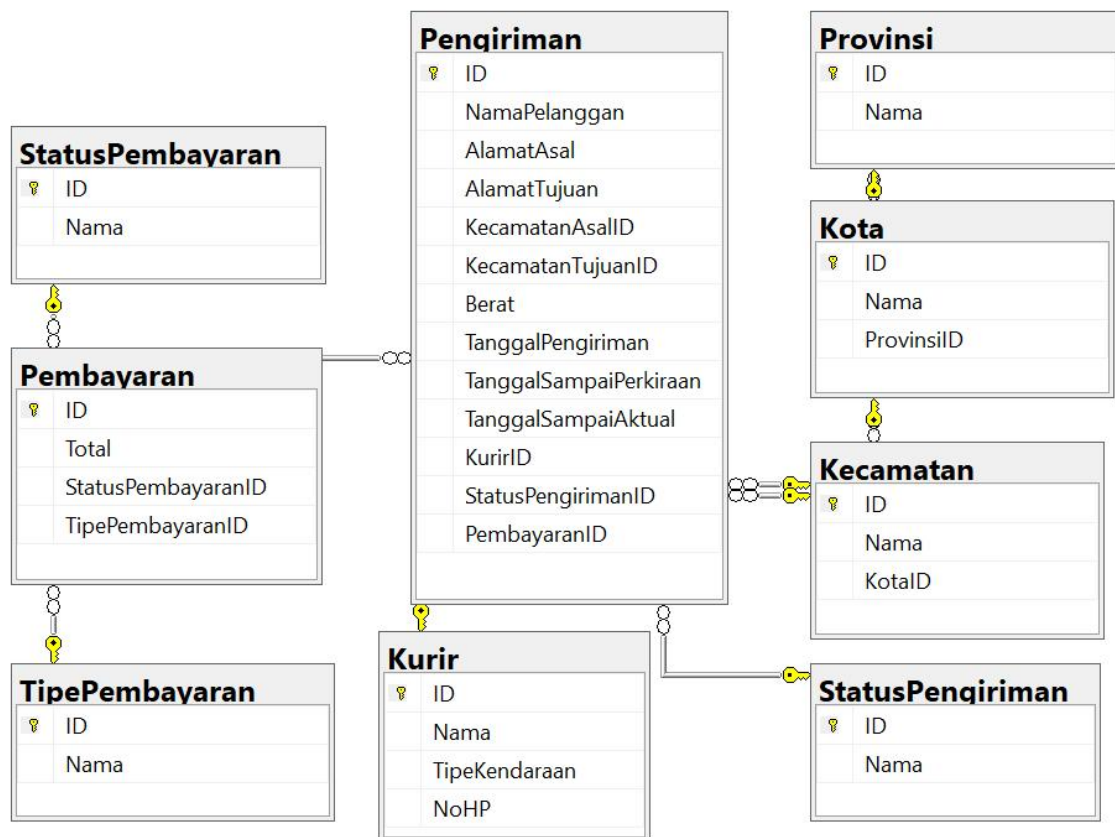 StatusPembayaran
ID
Nama
Pembayaran
ID
Total
StatusPembayaranID
TipePembayaranID
TipePembayaran
ID
Nama
Pengiriman
ID
NamaPelanggan
AlamatAsal
AlamatTujuan
KecamatanAsalID
KecamatanTujuanID
Berat
TanggalPengiriman
TanggalSampaiPerkiraan
TanggalSampaiAktual
KurirID
StatusPengirimanID
PembayaranID
Kurir
ID
Nama
TipeKendaraan
NoHP
Provinsi
ID
Nama
Kota
ID
Nama
ProvinsiID
Kecamatan
ID
Nama
KotaID
StatusPengiriman
ID
Nama